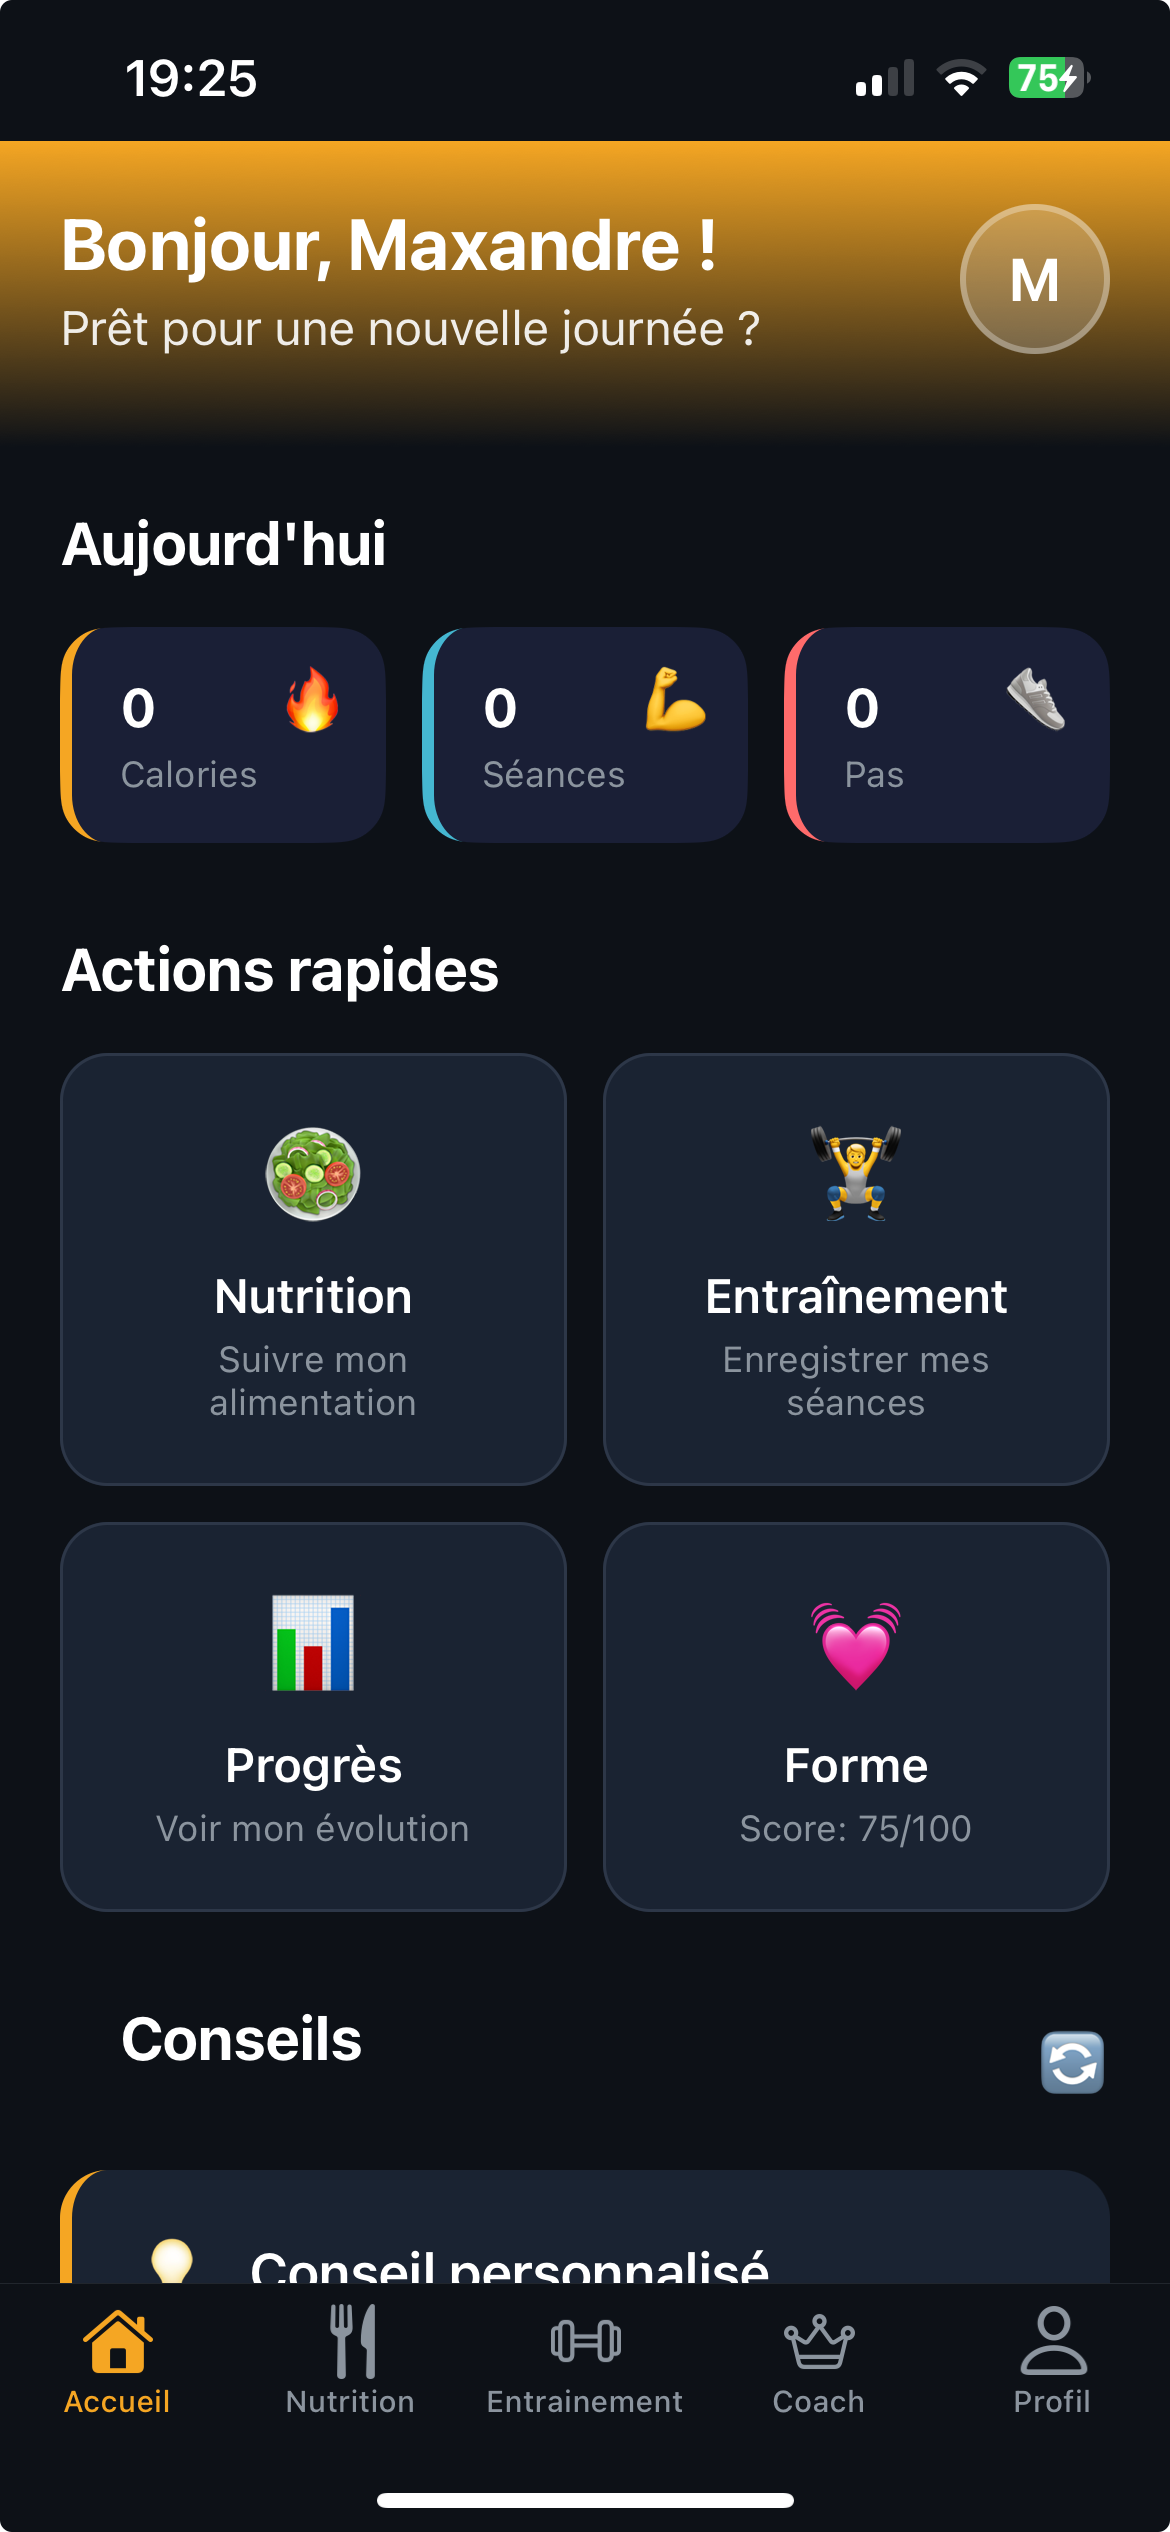 19:25
75
Bonjour, Maxandre !
M
Prêt pour une nouvelle journée ?
Aujourd'hui
0
Calories
0
Séances
0
Pas
Actions rapides
Nutrition
Suivre mon
alimentation
Entraînement
Enregistrer mes
séances
Progrès
Voir mon évolution
Forme
Score: 75/100
Conseils
Conseil personnalisé
Accueil
Nutrition
Entrainement
Coach
Profil